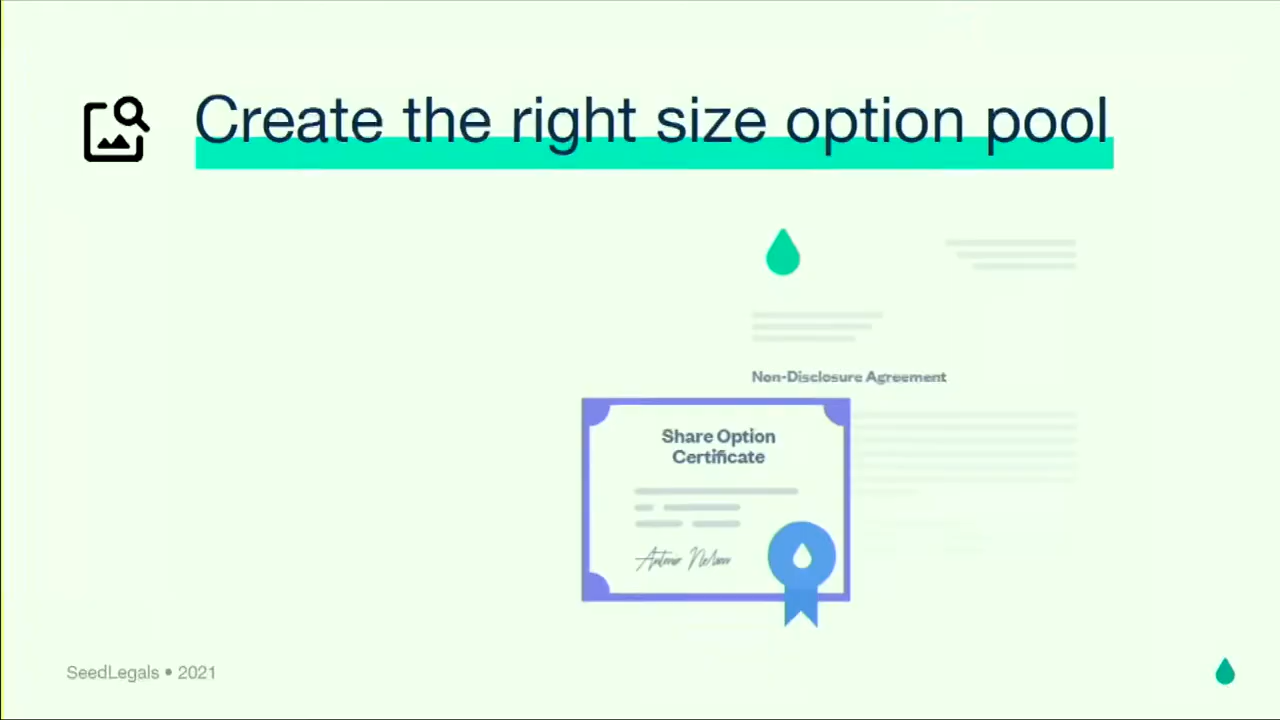 Create the right size option pool
Non-Disclosure Agreement
Share Option
Certificate
SeedLegals • 2021